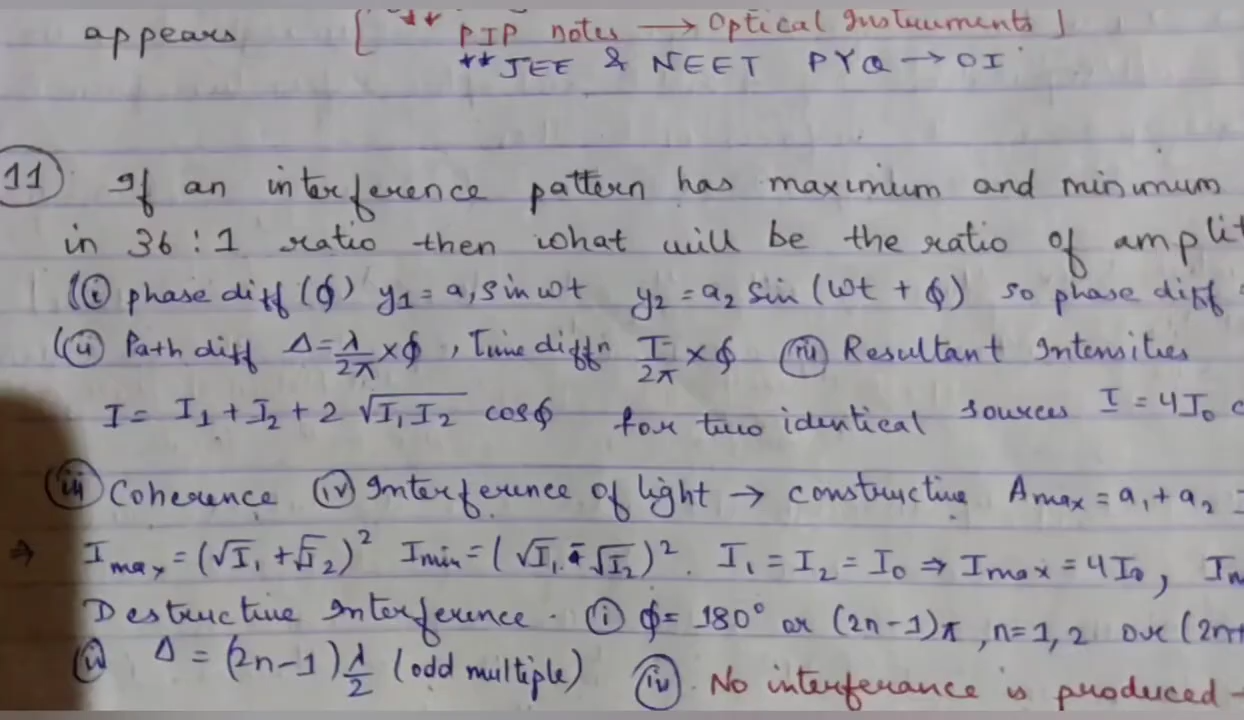 appears [ ** PIP notes → Optical Instruments ]
** JEE & NEET PYQ → OI
11 If an interference pattern has maximium and minimum
in 36 : 1 ratio then what will be the ratio of amplit
(i) phase diff (ϕ) y₁ = a₁ sin ωt y₂ = a₂ sin (ωt + ϕ) so phase diff
(ii) Path diff Δ = λ/2π × ϕ , Time diffn T/2π × ϕ (iii) Resultant Intensities
I = I₁ + I₂ + 2 √I₁I₂ cosϕ for two identical sources I = 4I₀ c
(iii) Coherence (iv) Interference of light → constructive Amax = a₁ + a₂
⇒ Imax = (√I₁ + √I₂)² Imin = (√I₁ - √I₂)². I₁ = I₂ = I₀ ⇒ Imax = 4I₀, Im
Destructive Interference. (i) ϕ = 180° or (2n-1)π , n=1, 2 or (2n+
(ii) Δ = (2n-1) λ/2 (odd multiple) (iv). No interferance is produced -